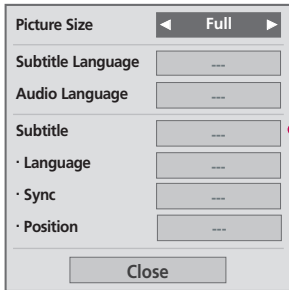 Picture Size ◀ Full ▶
Subtitle Language ---
Audio Language ---
Subtitle ---
· Language ---
· Sync ---
· Position ---
Close